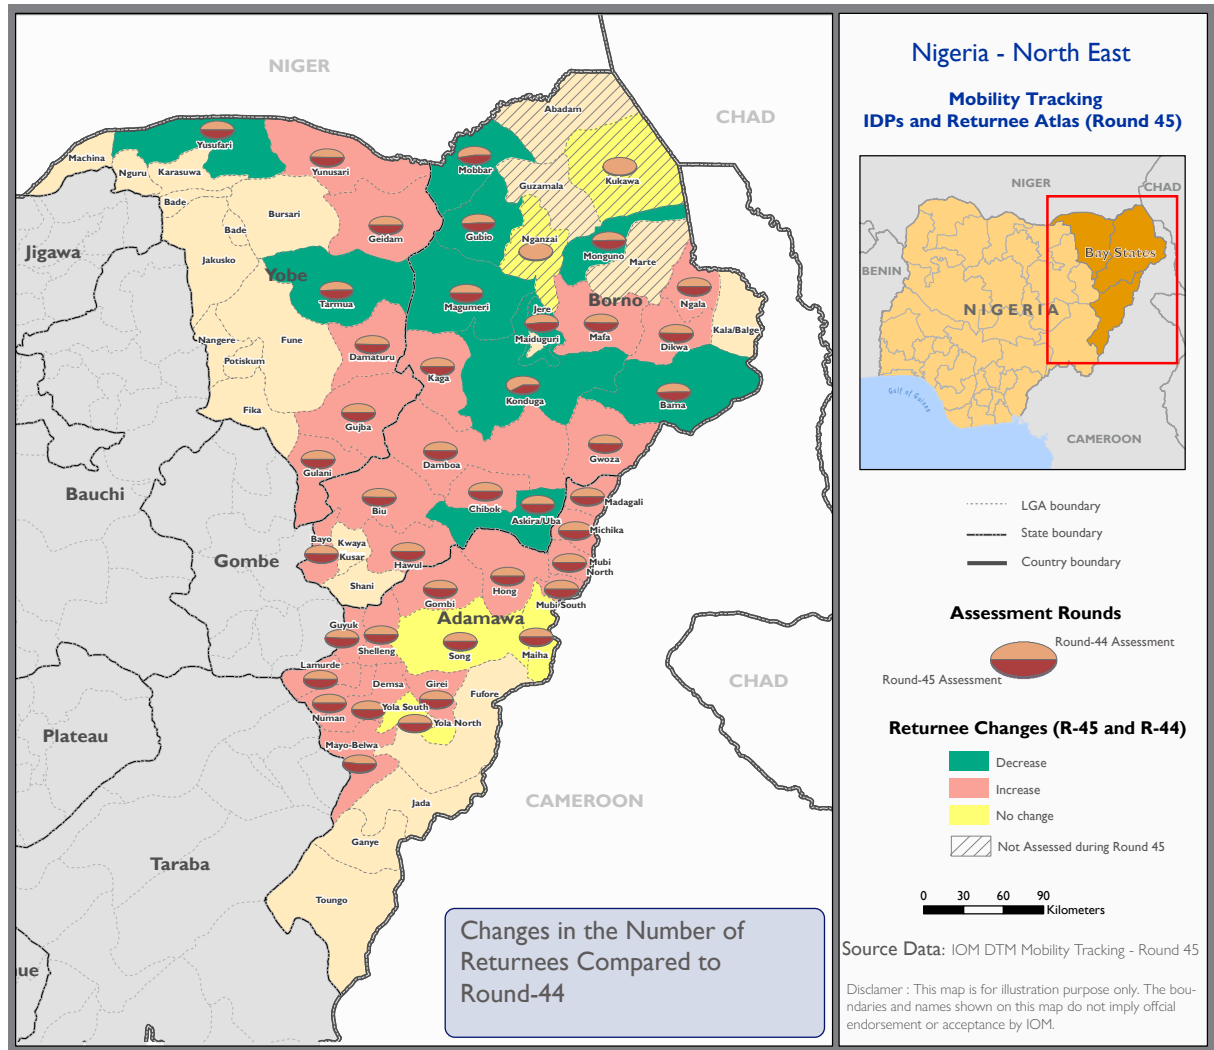 NIGER
CHAD
Abadam
Machina
Yusufari
Nguru
Karasuwa
Yunusari
Mobbar
Kukawa
Guzamala
Bade
Bursari
Bade
Geidam
Gubio
Nganzai
Monguno
Marte
Jigawa
Jakusko
Yobe
Tarmua
Magumeri
Jere
Borno
Ngala
Kala/Balge
Nangere
Fune
Potiskum
Damaturu
Maiduguri
Mafa
Dikwa
Kaga
Konduga
Bama
Fika
Gujba
Gulani
Damboa
Gwoza
Bauchi
Biu
Chibok
Askira/Uba
Madagali
Michika
Bayo
Kwaya
Kusar
Hawul
Gombe
Shani
Mubi
North
Gombi
Hong
Mubi South
Adamawa
Guyuk
Shelleng
Song
Maiha
Lamurde
Demsa
Girei
Fufore
Numan
Yola South
Yola North
Plateau
Mayo-Belwa
CHAD
CAMEROON
Jada
Ganye
Taraba
Toungo
nue
Changes in the Number of
Returnees Compared to
Round-44
Nigeria - North East
Mobility Tracking
IDPs and Returnee Atlas (Round 45)
NIGER
CHAD
BENIN
Bay States
NIGERIA
Gulf of Guinea
CAMEROON
LGA boundary
State boundary
Country boundary
Assessment Rounds
Round-44 Assessment
Round-45 Assessment
Returnee Changes (R-45 and R-44)
Decrease
Increase
No change
Not Assessed during Round 45
0 30 60 90
Kilometers
Source Data: IOM DTM Mobility Tracking - Round 45
Disclamer : This map is for illustration purpose only. The bou-
ndaries and names shown on this map do not imply offcial
endorsement or acceptance by IOM.